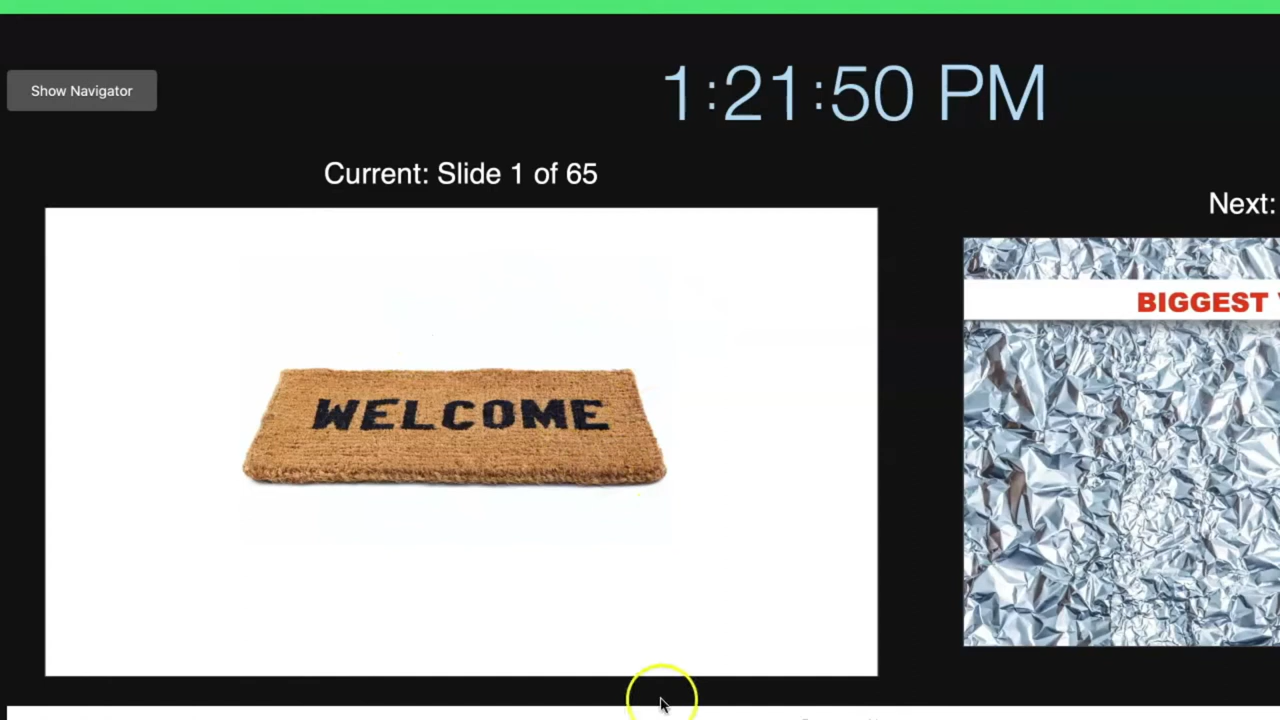 Show Navigator
1:21:50 PM
Current: Slide 1 of 65
Next:
WELCOME
BIGGEST